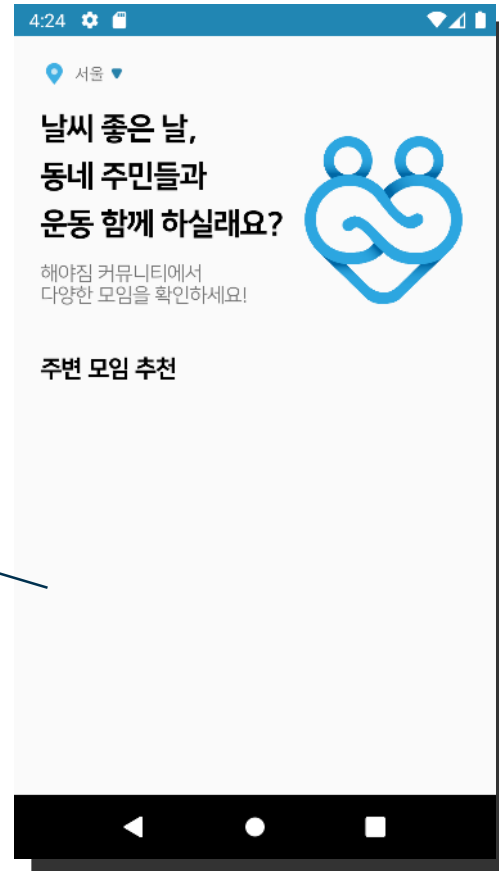 4:24
서울
날씨 좋은 날,
동네 주민들과
운동 함께 하실래요?
해야짐 커뮤니티에서
다양한 모임을 확인하세요!
주변 모임 추천